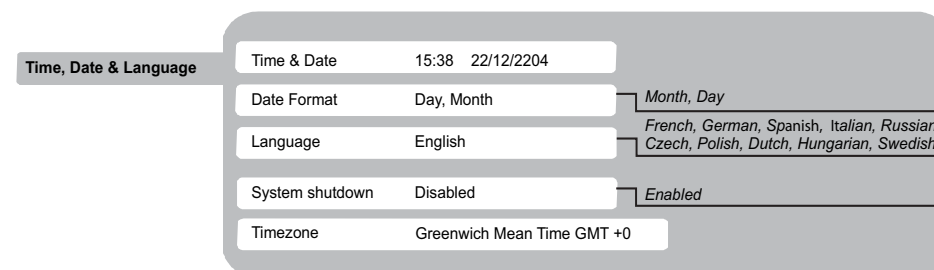 Time, Date & Language
Time & Date 15:38 22/12/2204
Date Format Day, Month
Month, Day
Language English
French, German, Spanish, Italian, Russian
Czech, Polish, Dutch, Hungarian, Swedish
System shutdown Disabled
Enabled
Timezone Greenwich Mean Time GMT +0